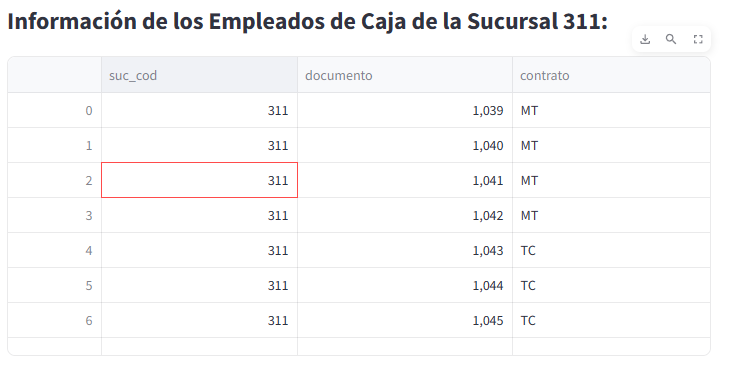 Información de los Empleados de Caja de la Sucursal 311:
suc_cod documento contrato
0 311 1,039 MT
1 311 1,040 MT
2 311 1,041 MT
3 311 1,042 MT
4 311 1,043 TC
5 311 1,044 TC
6 311 1,045 TC